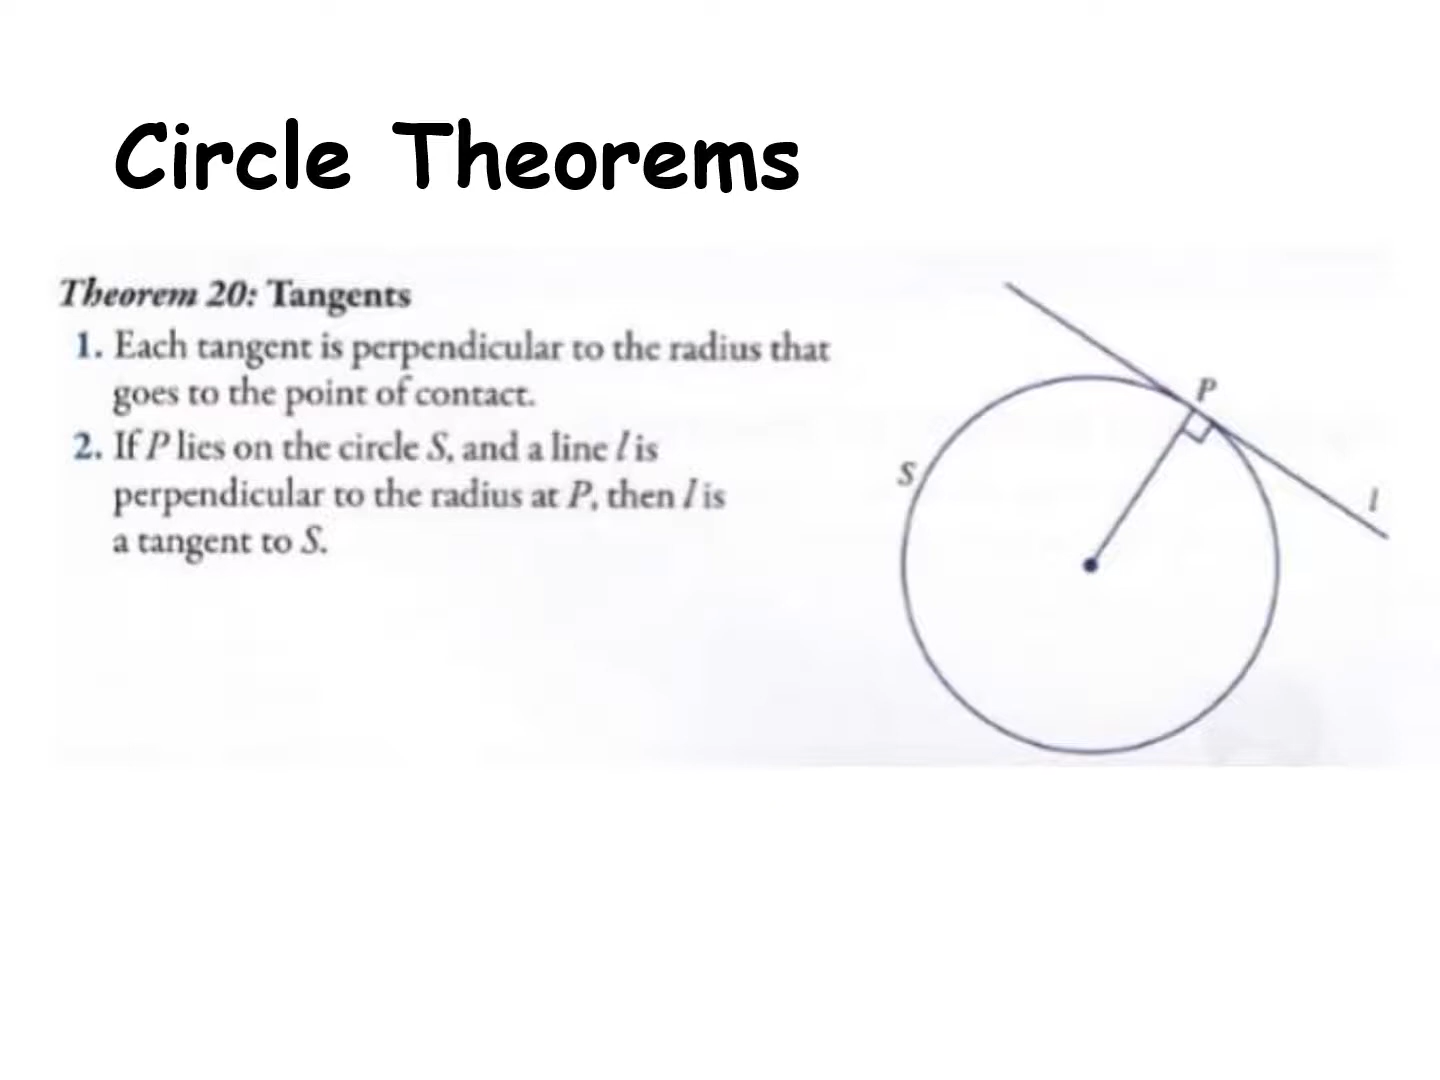 Circle Theorems
Theorem 20: Tangents
1. Each tangent is perpendicular to the radius that
goes to the point of contact.
2. If P lies on the circle S, and a line l is
perpendicular to the radius at P, then l is
a tangent to S.
P
S
l